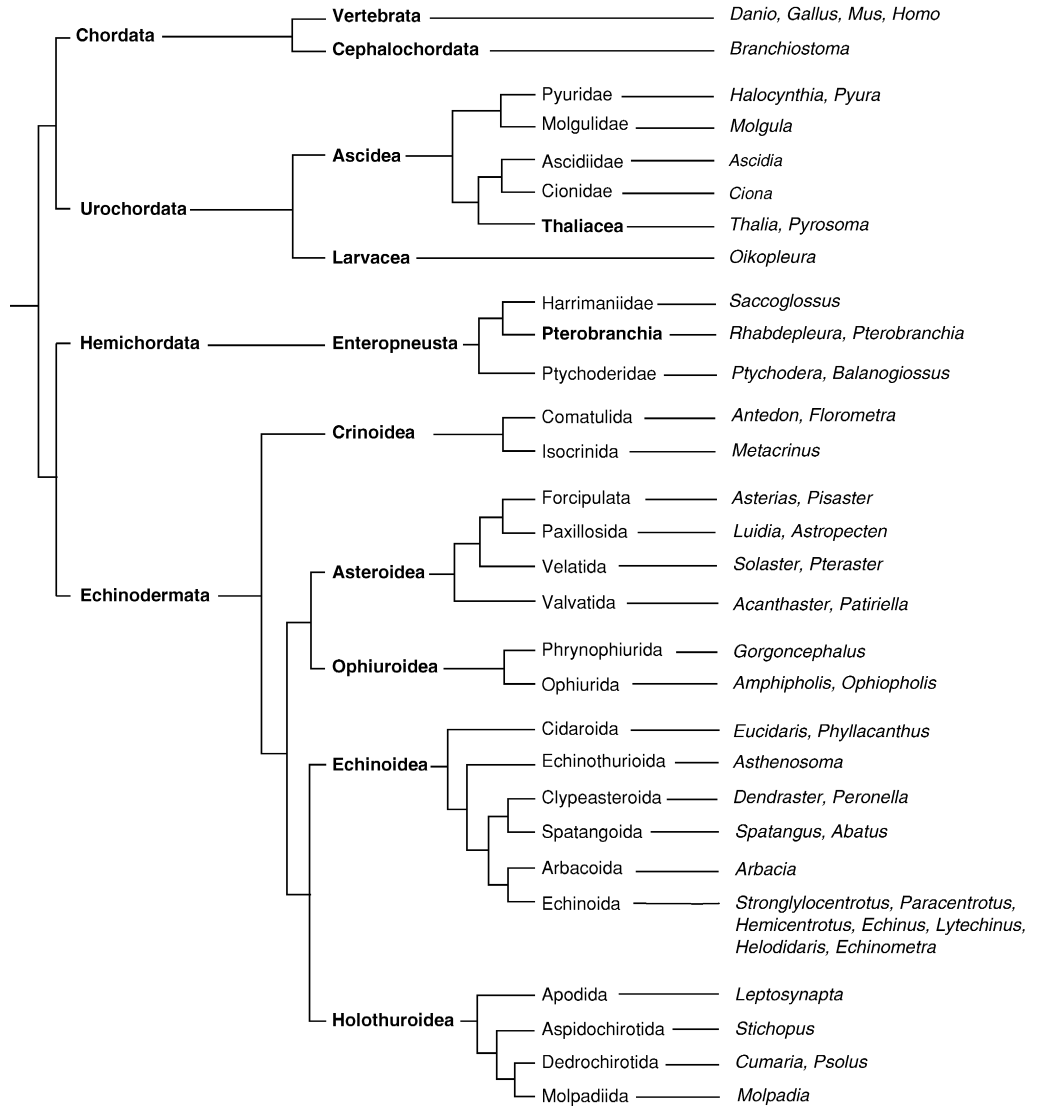 Chordata
Vertebrata
Danio, Gallus, Mus, Homo
Cephalochordata
Branchiostoma
Urochordata
Ascidea
Pyuridae
Halocynthia, Pyura
Molgulidae
Molgula
Ascidiidae
Ascidia
Cionidae
Ciona
Thaliacea
Thalia, Pyrosoma
Larvacea
Oikopleura
Hemichordata
Enteropneusta
Harrimaniidae
Saccoglossus
Pterobranchia
Rhabdepleura, Pterobranchia
Ptychoderidae
Ptychodera, Balanogiossus
Echinodermata
Crinoidea
Comatulida
Antedon, Florometra
Isocrinida
Metacrinus
Asteroidea
Forcipulata
Asterias, Pisaster
Paxillosida
Luidia, Astropecten
Velatida
Solaster, Pteraster
Valvatida
Acanthaster, Patiriella
Ophiuroidea
Phrynophiurida
Gorgoncephalus
Ophiurida
Amphipholis, Ophiopholis
Echinoidea
Cidaroida
Eucidaris, Phyllacanthus
Echinothurioida
Asthenosoma
Clypeasteroida
Dendraster, Peronella
Spatangoida
Spatangus, Abatus
Arbacoida
Arbacia
Echinoida
Stronglylocentrotus, Paracentrotus,
Hemicentrotus, Echinus, Lytechinus,
Helodidaris, Echinometra
Holothuroidea
Apodida
Leptosynapta
Aspidochirotida
Stichopus
Dedrochirotida
Cumaria, Psolus
Molpadiida
Molpadia